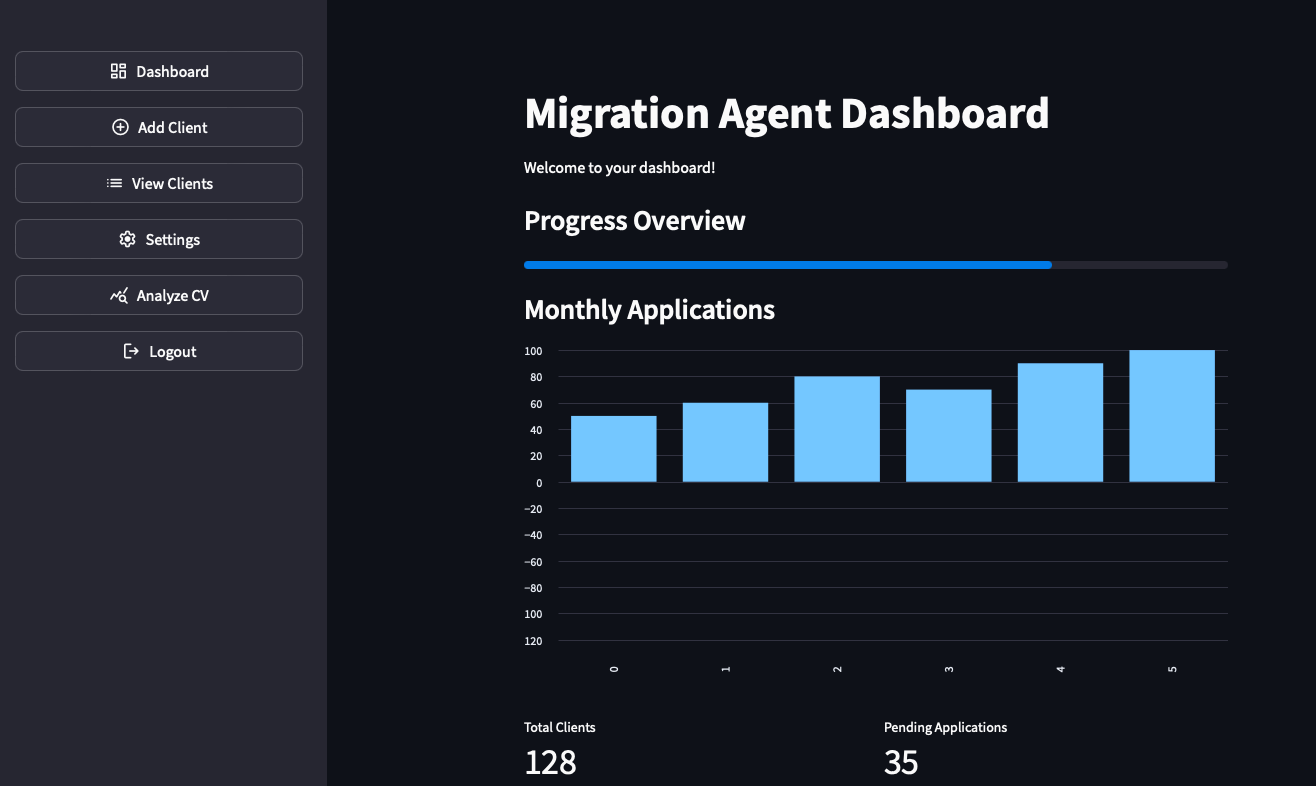 Dashboard
Add Client
View Clients
Settings
Analyze CV
Logout
Migration Agent Dashboard
Welcome to your dashboard!
Progress Overview
Monthly Applications
100
80
60
40
20
0
−20
−40
−60
−80
100
120
0
1
2
3
4
5
Total Clients
128
Pending Applications
35